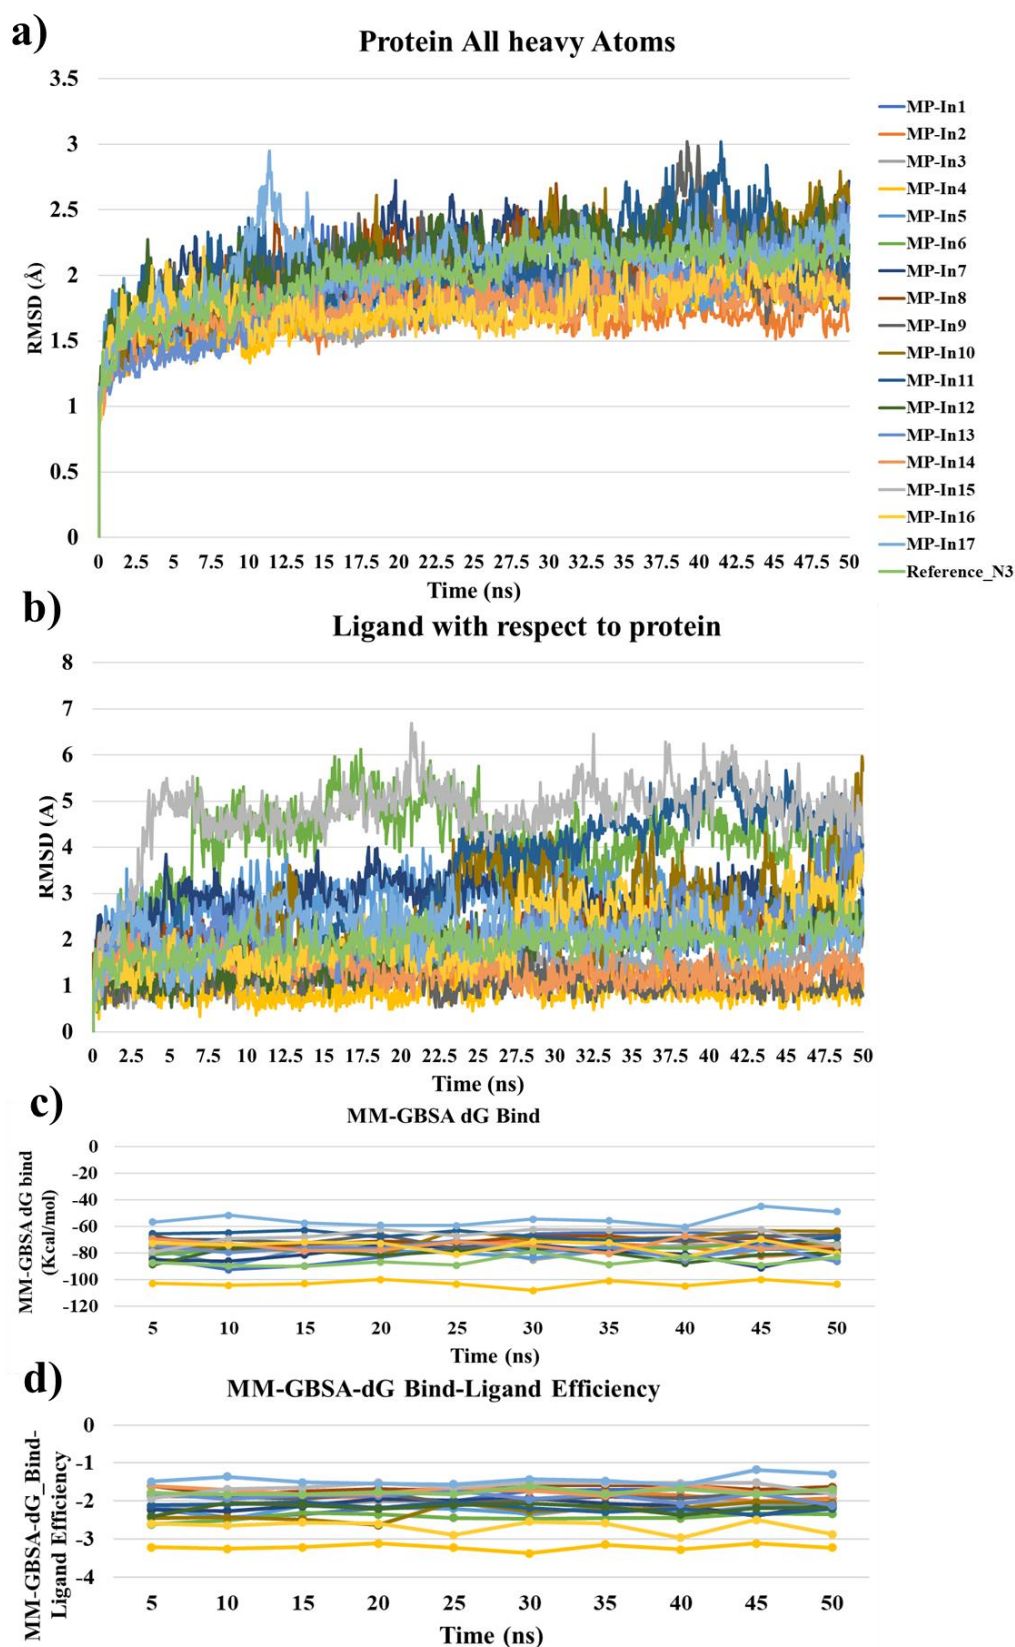 a)
Protein All heavy Atoms
3.5
3
2.5
2
1.5
1
0.5
0
RMSD (Å)
0 2.5 5 7.5 10 12.5 15 17.5 20 22.5 25 27.5 30 32.5 35 37.5 40 42.5 45 47.5 50
Time (ns)
MP-In1
MP-In2
MP-In3
MP-In4
MP-In5
MP-In6
MP-In7
MP-In8
MP-In9
MP-In10
MP-In11
MP-In12
MP-In13
MP-In14
MP-In15
MP-In16
MP-In17
Reference_N3
b)
Ligand with respect to protein
8
7
6
5
4
3
2
1
0
RMSD (A)
0 2.5 5 7.5 10 12.5 15 17.5 20 22.5 25 27.5 30 32.5 35 37.5 40 42.5 45 47.5 50
Time (ns)
c)
MM-GBSA dG Bind
0
-20
-40
-60
-80
-100
-120
MM-GBSA dG bind
(Kcal/mol)
5 10 15 20 25 30 35 40 45 50
Time (ns)
d)
MM-GBSA-dG Bind-Ligand Efficiency
0
-1
-2
-3
-4
MM-GBSA-dG_Bind-
Ligand Efficiency
5 10 15 20 25 30 35 40 45 50
Time (ns)